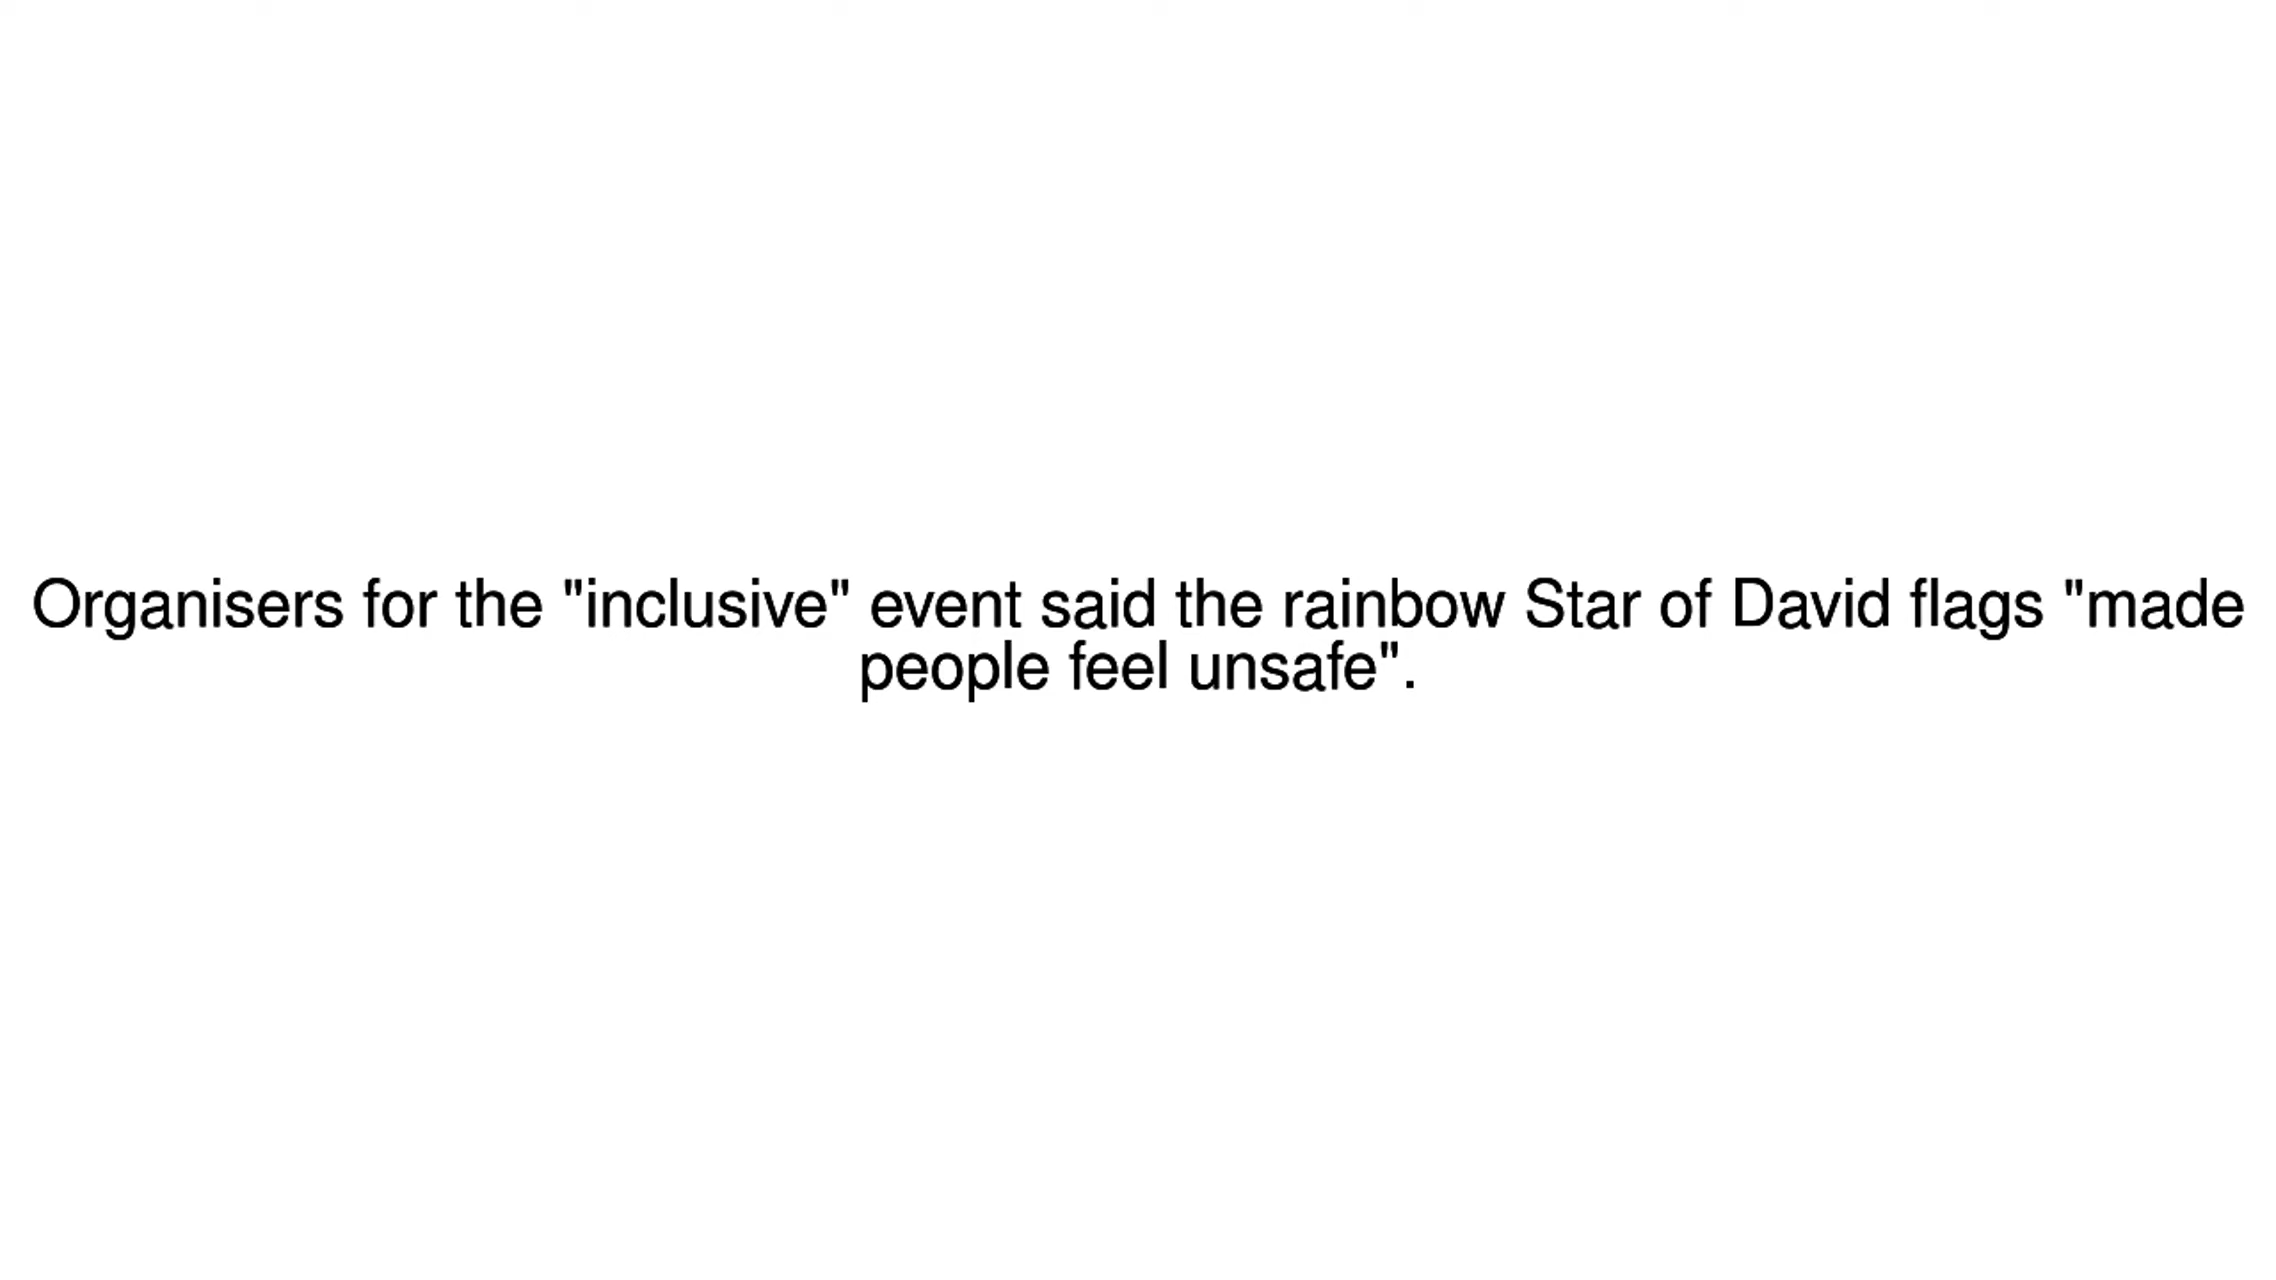 Organisers for the "inclusive" event said the rainbow Star of David flags "made
people feel unsafe".